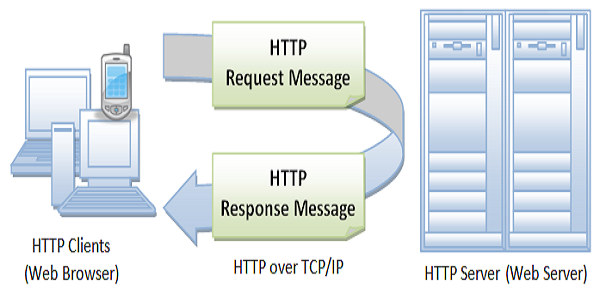 HTTP
Request Message
HTTP
Response Message
HTTP Clients
(Web Browser)
HTTP over TCP/IP
HTTP Server (Web Server)